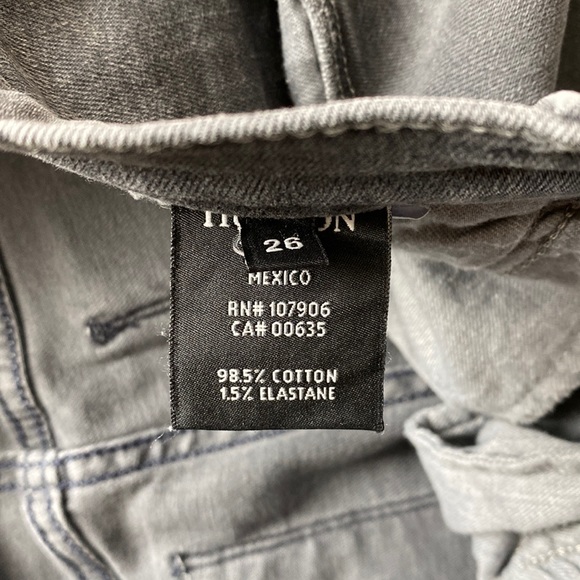 26
MEXICO
RN# 107906
CA# 00635
98.5% COTTON
1.5% ELASTANE